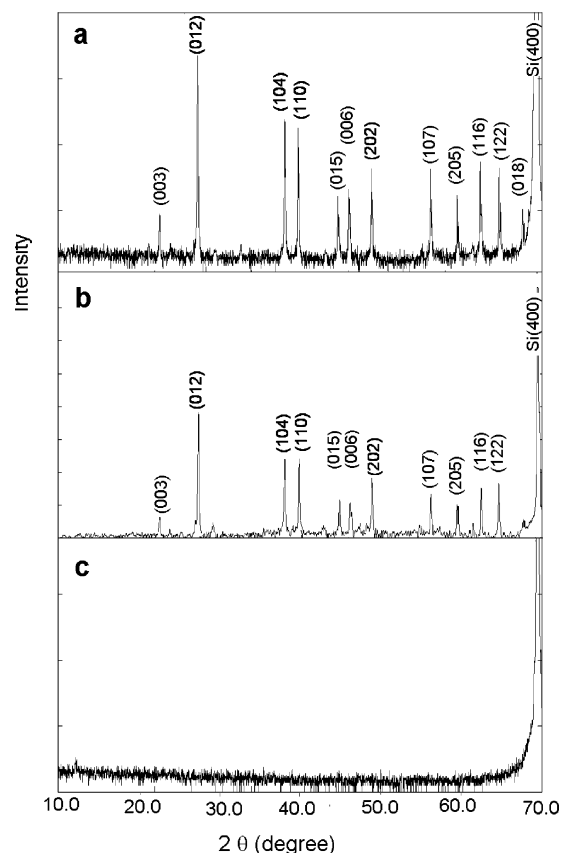 a
(003)
(012)
(104)
(110)
(015)
(006)
(202)
(107)
(205)
(116)
(122)
(018)
Si(400)
Intensity
b
(003)
(012)
(104)
(110)
(015)
(006)
(202)
(107)
(205)
(116)
(122)
Si(400)
c
10.0 20.0 30.0 40.0 50.0 60.0 70.0
2 θ (degree)